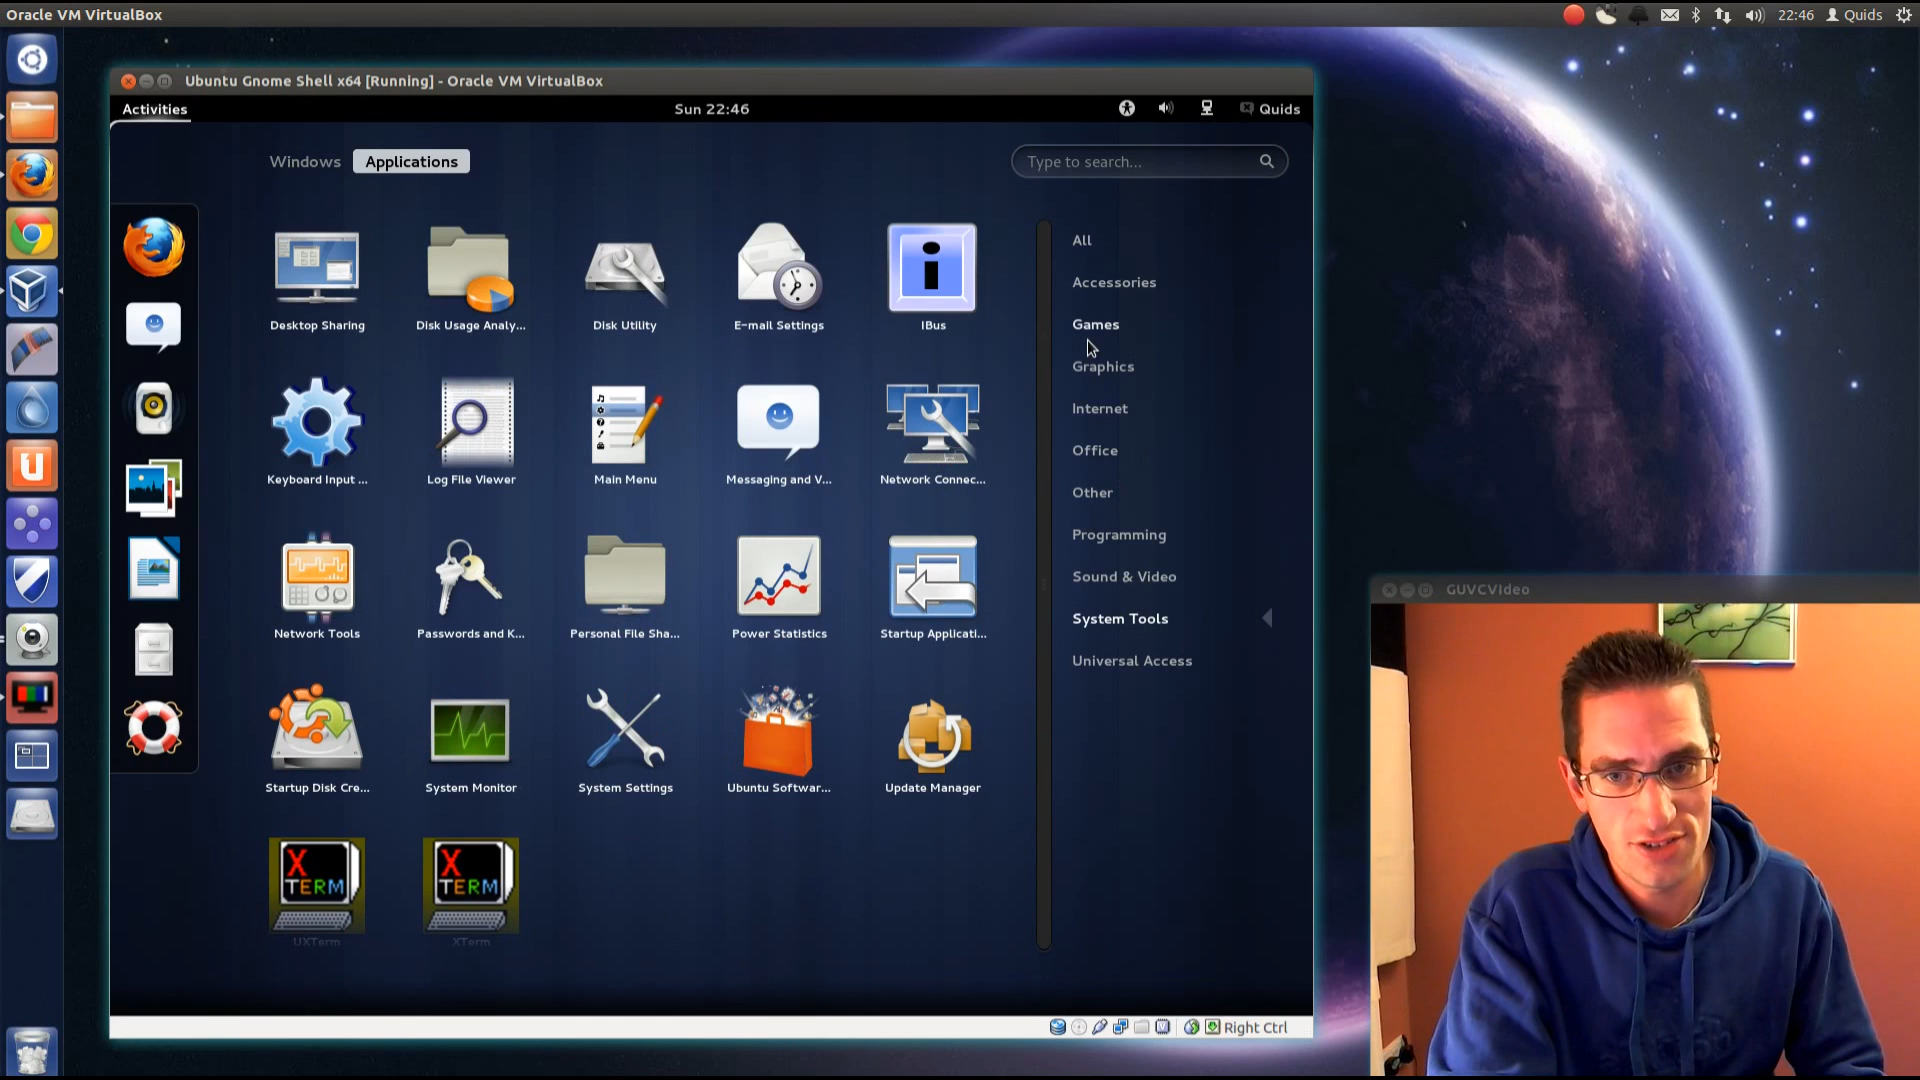 Oracle VM VirtualBox
22:46
Quids
Ubuntu Gnome Shell x64 [Running] - Oracle VM VirtualBox
Activities
Sun 22:46
Quids
Windows
Applications
Type to search...
Desktop Sharing
Disk Usage Analy...
Disk Utility
E-mail Settings
IBus
Keyboard Input ...
Log File Viewer
Main Menu
Messaging and V...
Network Connec...
Network Tools
Passwords and K...
Personal File Sha...
Power Statistics
Startup Applicati...
Startup Disk Cre...
System Monitor
System Settings
Ubuntu Softwar...
Update Manager
X TERM
X TERM
UXTerm
XTerm
All
Accessories
Games
Graphics
Internet
Office
Other
Programming
Sound & Video
System Tools
Universal Access
GUVCVideo
Right Ctrl